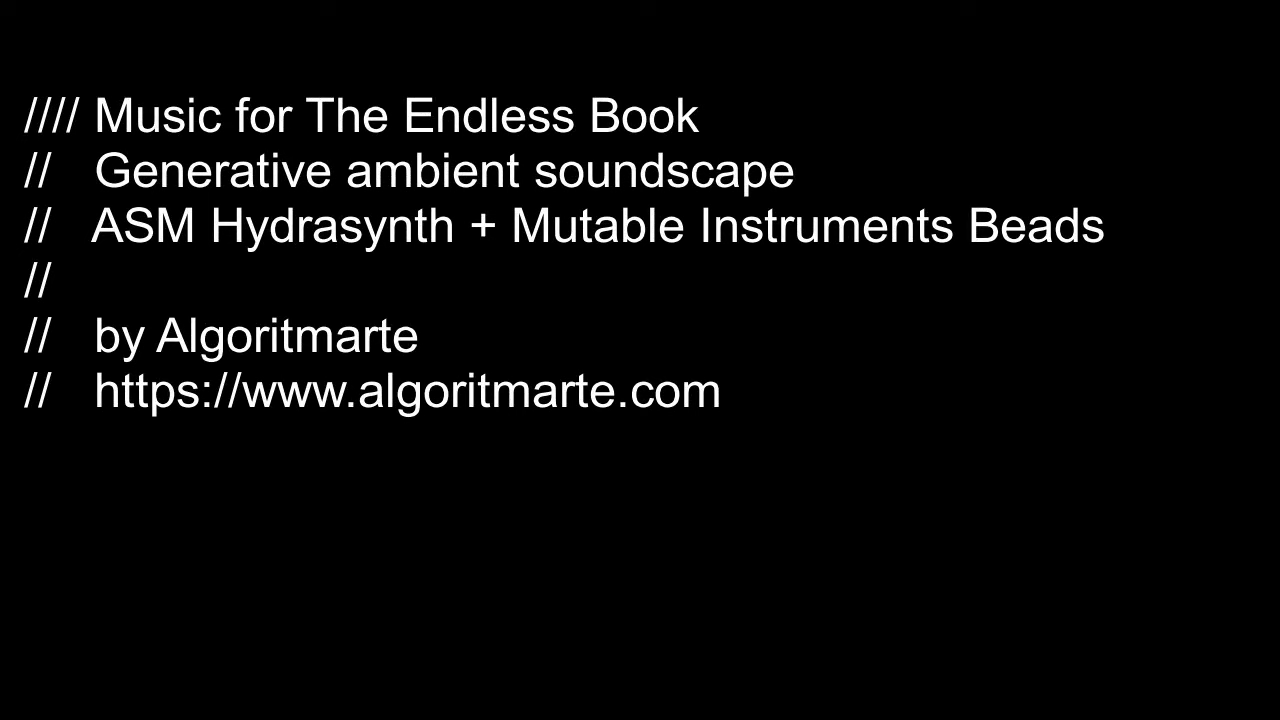 //// Music for The Endless Book
// Generative ambient soundscape
// ASM Hydrasynth + Mutable Instruments Beads
//
// by Algoritmarte
// https://www.algoritmarte.com